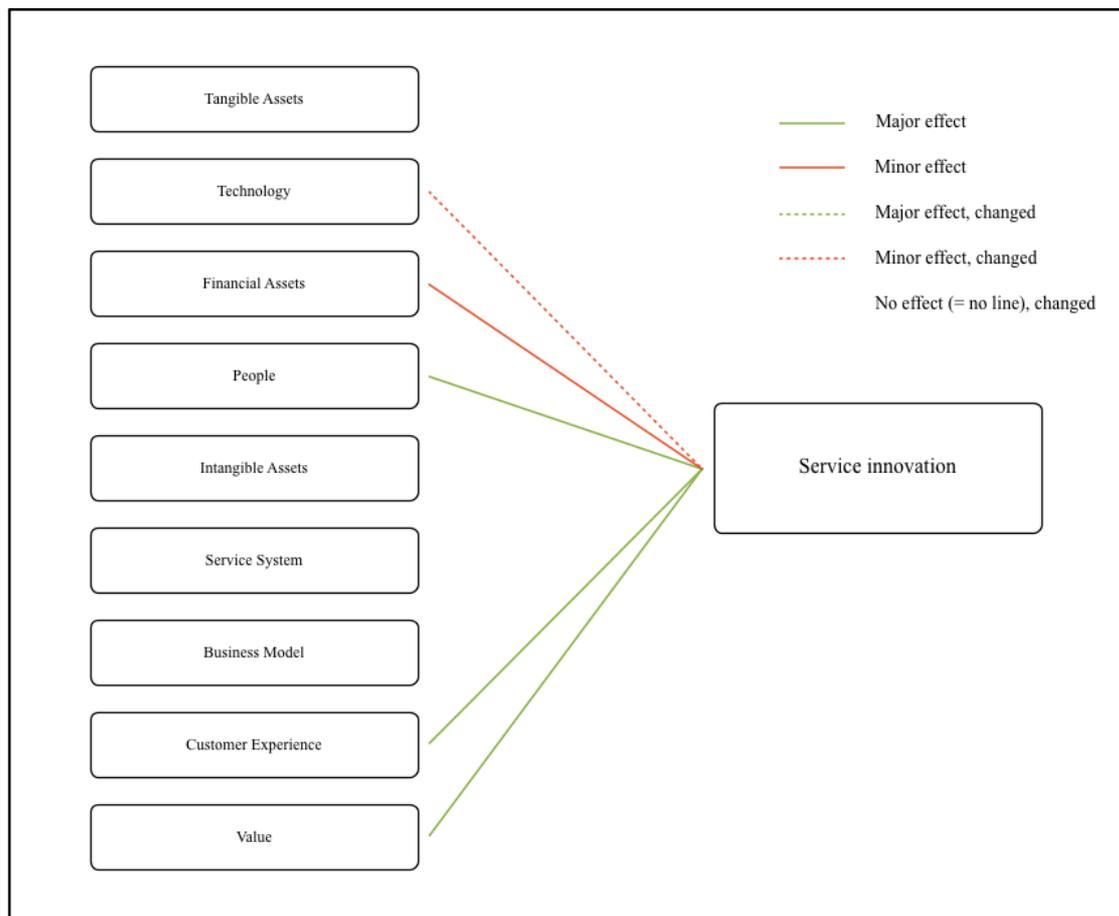 Tangible Assets
Technology
Financial Assets
People
Intangible Assets
Service System
Business Model
Customer Experience
Value
Major effect
Minor effect
Major effect, changed
Minor effect, changed
No effect (= no line), changed
Service innovation